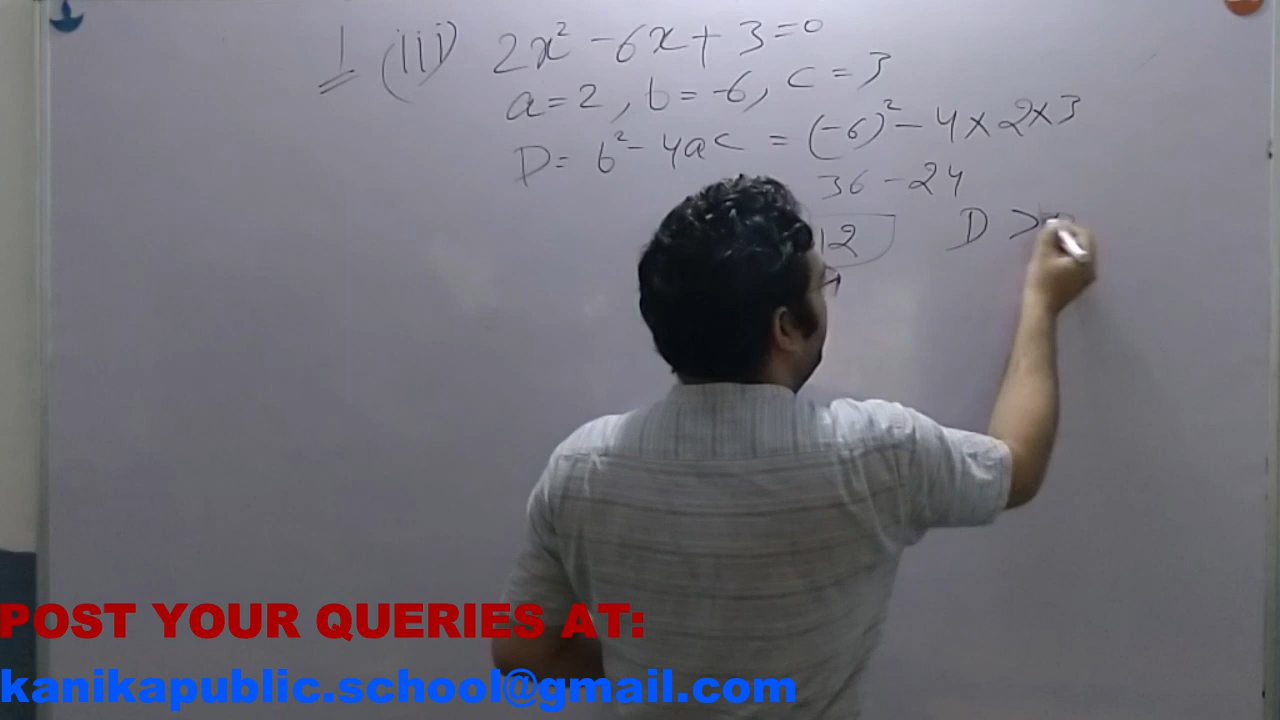 1 (iii) 2x² - 6x + 3 = 0
a = 2 , b = -6, c = 3
D = b² - 4ac = (-6)² - 4 × 2 × 3
36 - 24
12 D >
POST YOUR QUERIES AT:
kanikapublic.school@gmail.com